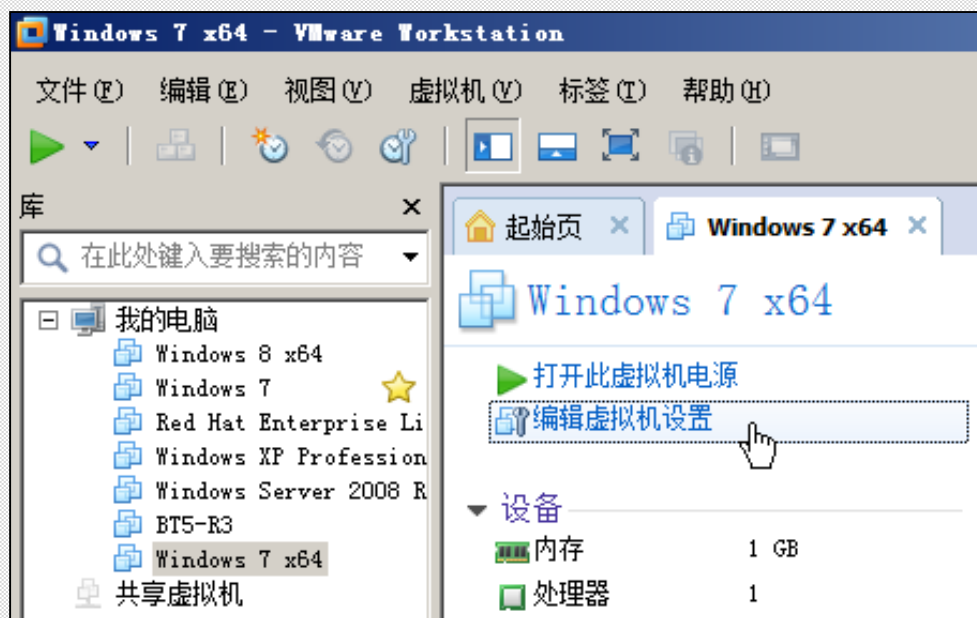 Windows 7 x64 - VMware Workstation
文件(F) 编辑(E) 视图(V) 虚拟机(V) 标签(T) 帮助(H)
库
在此处键入要搜索的内容
我的电脑
Windows 8 x64
Windows 7
Red Hat Enterprise Li
Windows XP Profession
Windows Server 2008 R
BT5-R3
Windows 7 x64
共享虚拟机
起始页 Windows 7 x64
Windows 7 x64
打开此虚拟机电源
编辑虚拟机设置
设备
内存 1 GB
处理器 1